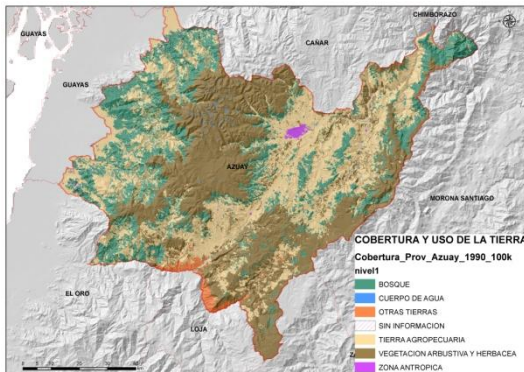 CHIMBORAZO
GUAYAS
CAÑAR
GUAYAS
AZUAY
MORONA SANTIAGO
EL ORO
LOJA
COBERTURA Y USO DE LA TIERRA
Cobertura_Prov_Azuay_1990_100k
nivel1
BOSQUE
CUERPO DE AGUA
OTRAS TIERRAS
SIN INFORMACION
TIERRA AGROPECUARIA
VEGETACION ARBUSTIVA Y HERBACEA
ZONA ANTROPICA